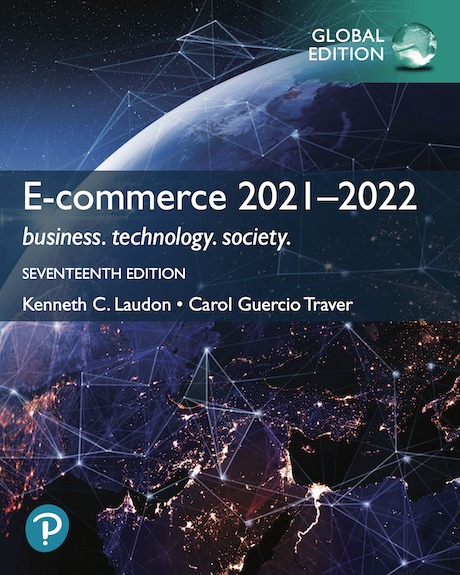 GLOBAL
EDITION
E-commerce 2021–2022
business. technology. society.
SEVENTEENTH EDITION
Kenneth C. Laudon • Carol Guercio Traver
P